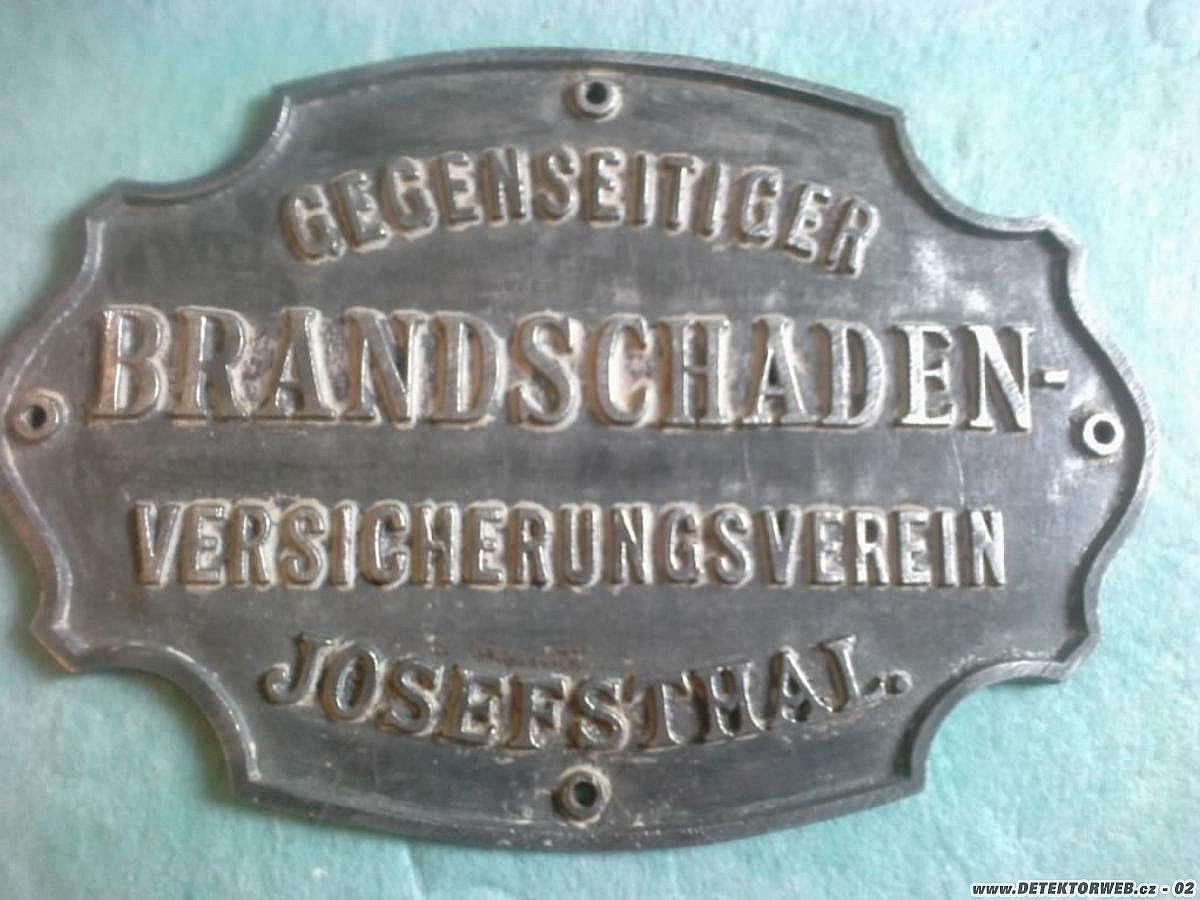 GEGENSEITIGER
BRANDSCHADEN-
VERSICHERUNGSVEREIN
JOSEFSTHAL.
www.DETEKTORWEB.cz - 02